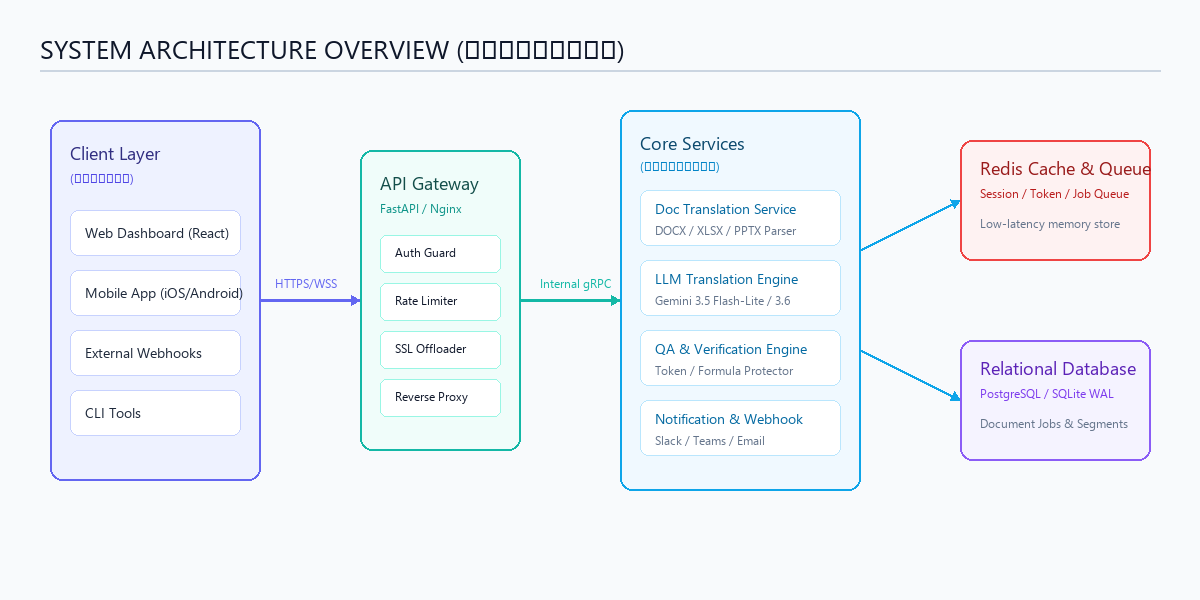 SYSTEM ARCHITECTURE OVERVIEW
Client Layer
Web Dashboard (React)
Mobile App (iOS/Android)
External Webhooks
CLI Tools
HTTPS/WSS
API Gateway
FastAPI / Nginx
Auth Guard
Rate Limiter
SSL Offloader
Reverse Proxy
Internal gRPC
Core Services
Doc Translation Service
DOCX / XLSX / PPTX Parser
LLM Translation Engine
Gemini 3.5 Flash-Lite / 3.6
QA & Verification Engine
Token / Formula Protector
Notification & Webhook
Slack / Teams / Email
Redis Cache & Queue
Session / Token / Job Queue
Low-latency memory store
Relational Database
PostgreSQL / SQLite WAL
Document Jobs & Segments